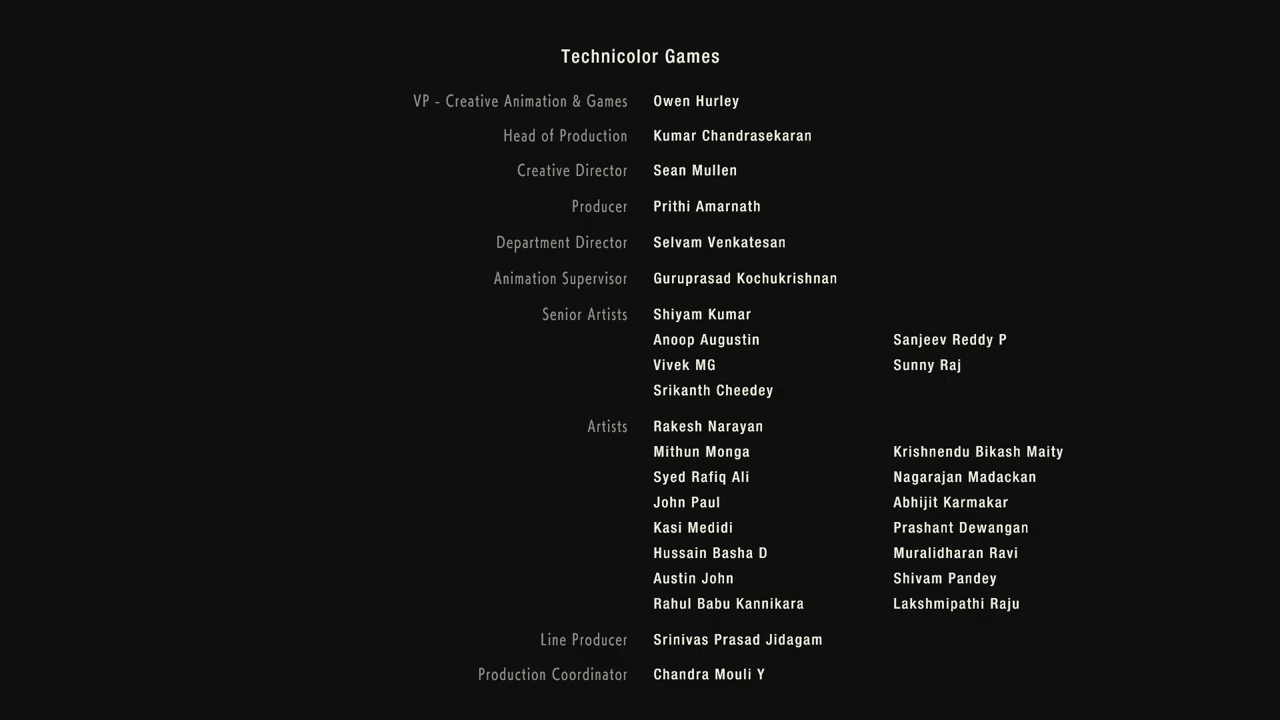 Technicolor Games
VP - Creative Animation & Games Owen Hurley
Head of Production Kumar Chandrasekaran
Creative Director Sean Mullen
Producer Prithi Amarnath
Department Director Selvam Venkatesan
Animation Supervisor Guruprasad Kochukrishnan
Senior Artists Shiyam Kumar
Anoop Augustin Sanjeev Reddy P
Vivek MG Sunny Raj
Srikanth Cheedey
Artists Rakesh Narayan
Mithun Monga Krishnendu Bikash Maity
Syed Rafiq Ali Nagarajan Madackan
John Paul Abhijit Karmakar
Kasi Medidi Prashant Dewangan
Hussain Basha D Muralidharan Ravi
Austin John Shivam Pandey
Rahul Babu Kannikara Lakshmipathi Raju
Line Producer Srinivas Prasad Jidagam
Production Coordinator Chandra Mouli Y